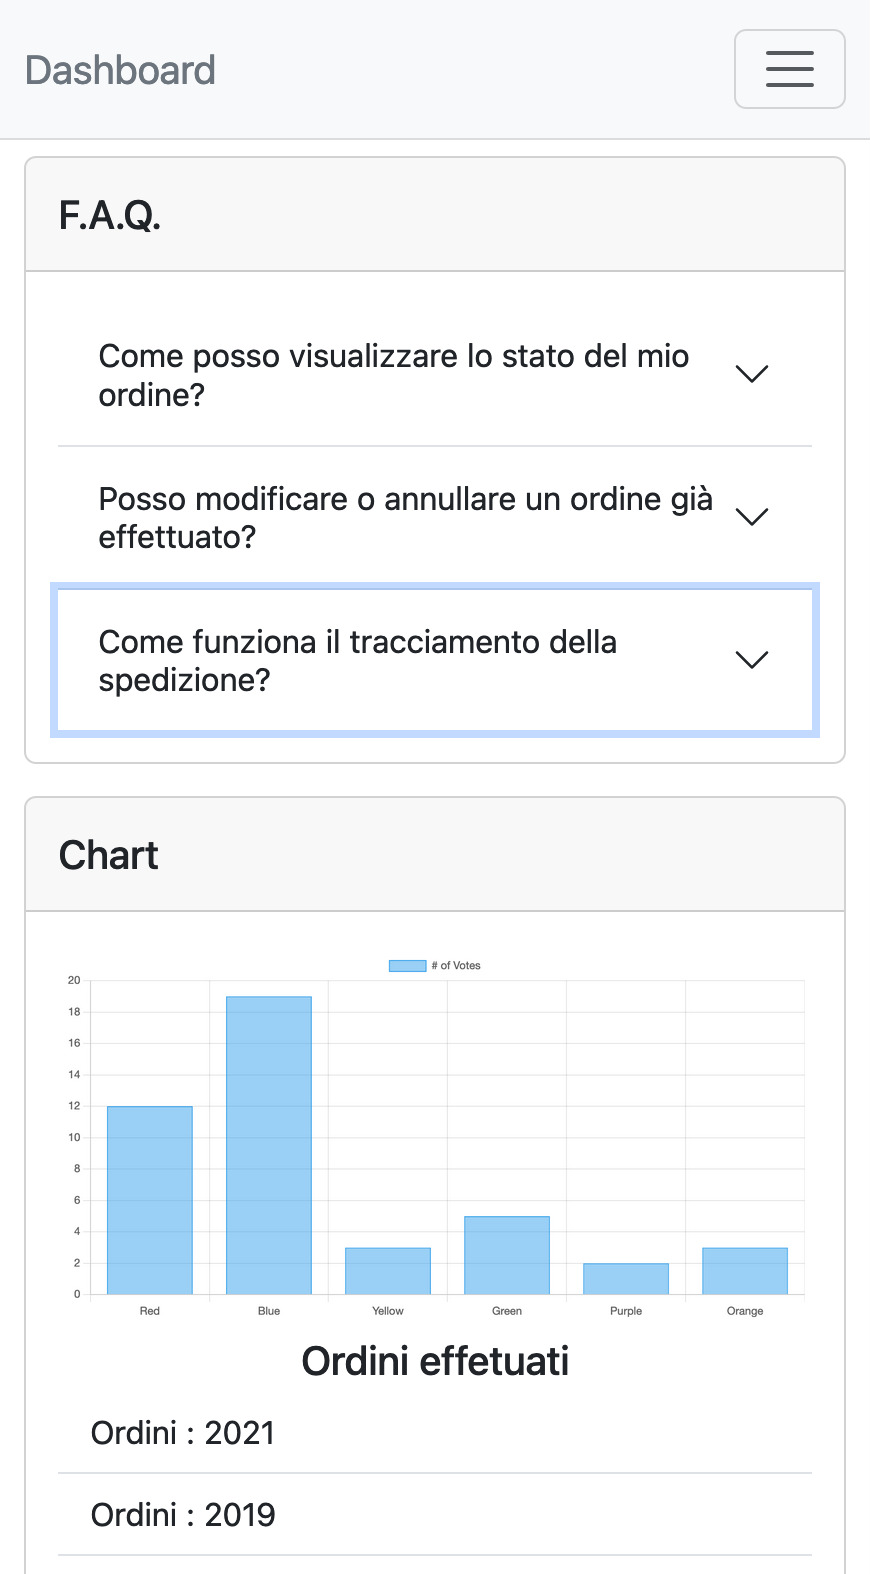 Dashboard
F.A.Q.
Come posso visualizzare lo stato del mio
ordine?
Posso modificare o annullare un ordine già
effettuato?
Come funziona il tracciamento della
spedizione?
Chart
# of Votes
20
18
16
14
12
10
8
6
4
2
0
Red Blue Yellow Green Purple Orange
Ordini effetuati
Ordini : 2021
Ordini : 2019